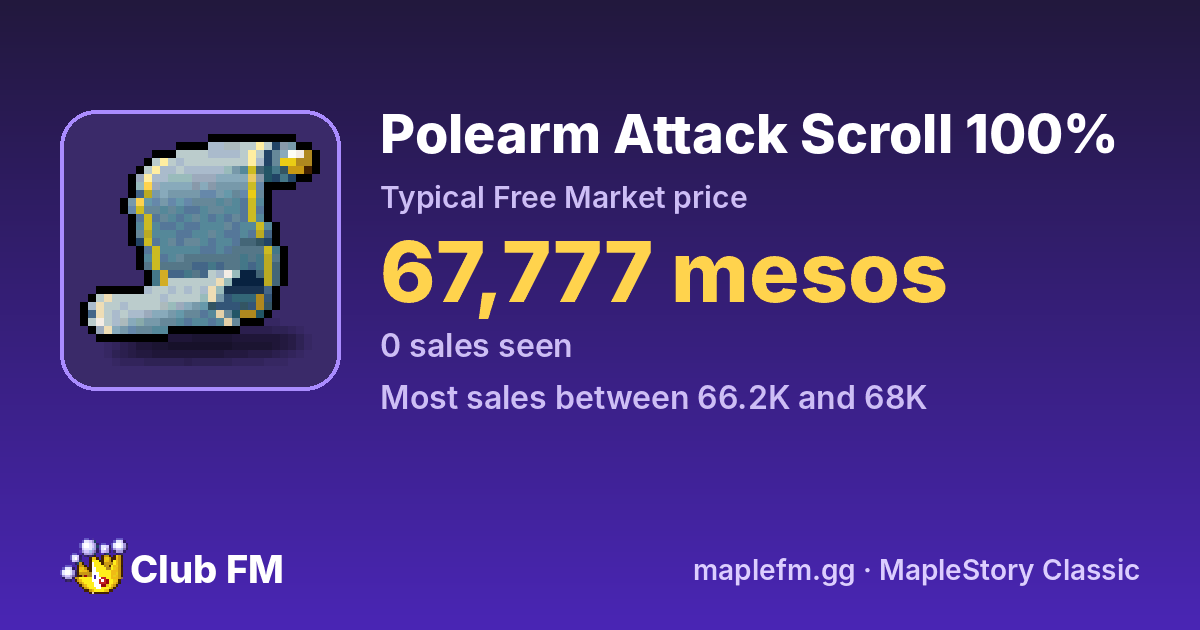 Polearm Attack Scroll 100%
Typical Free Market price
67,777 mesos
0 sales seen
Most sales between 66.2K and 68K
Club FM
maplefm.gg · MapleStory Classic